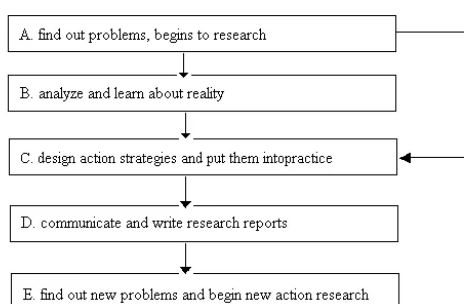 A. find out problems, begins to research
B. analyze and learn about reality
C. design action strategies and put them intopractice
D. communicate and write research reports
E. find out new problems and begin new action research